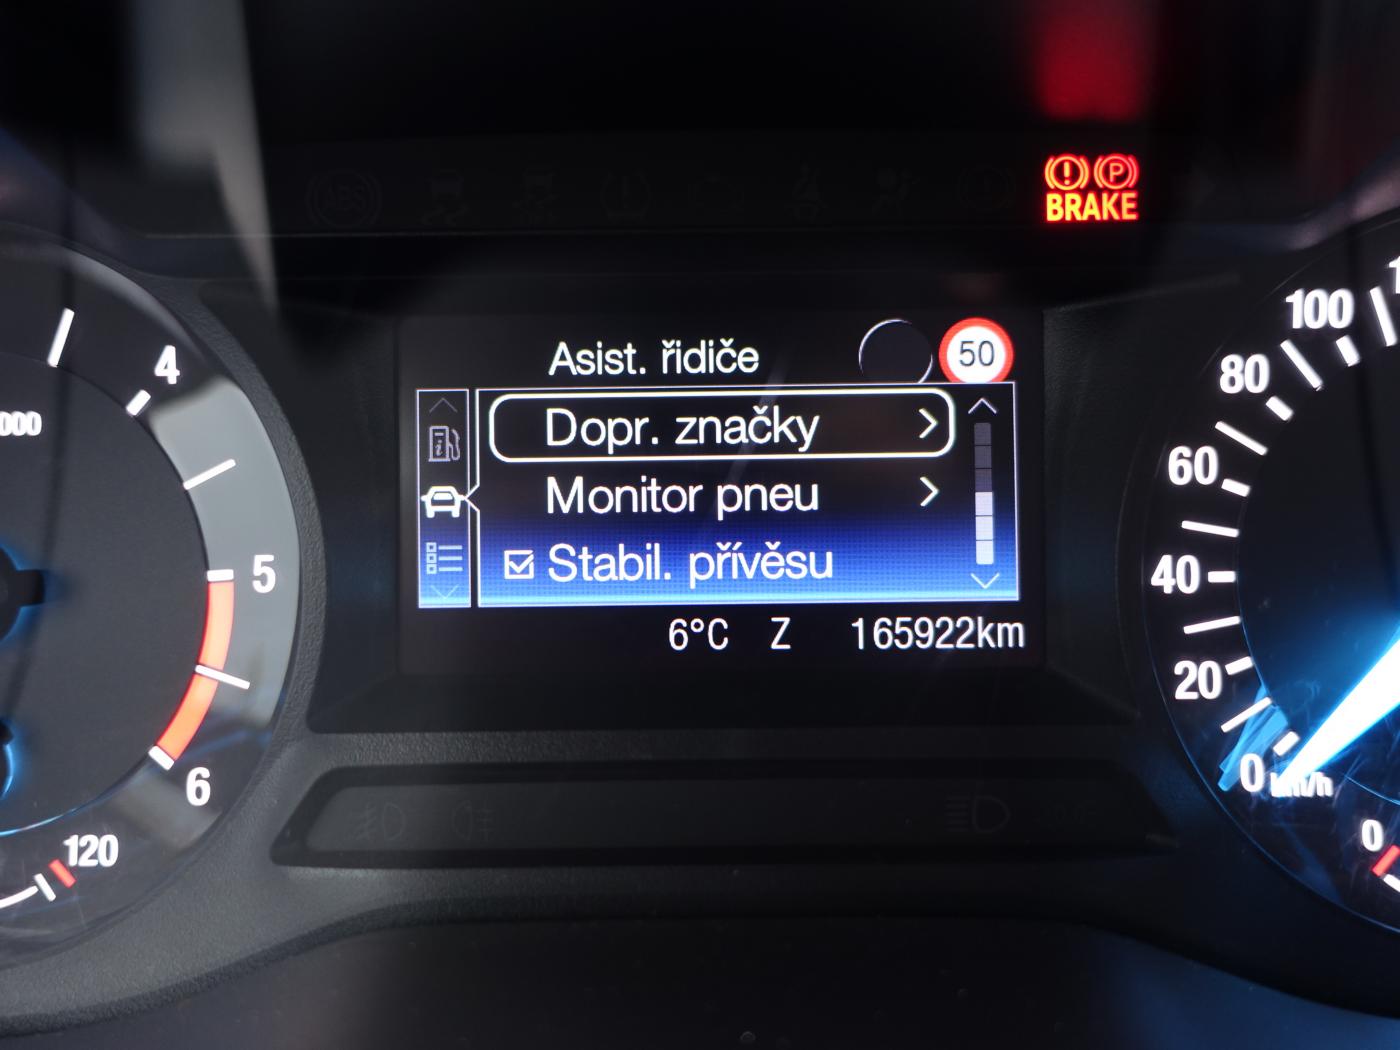 BRAKE
Asist. řidiče
50
Dopr. značky
Monitor pneu
Stabil. přívěsu
6°C Z 165922km
4
000
5
6
120
100
80
60
40
20
0
km/h
0